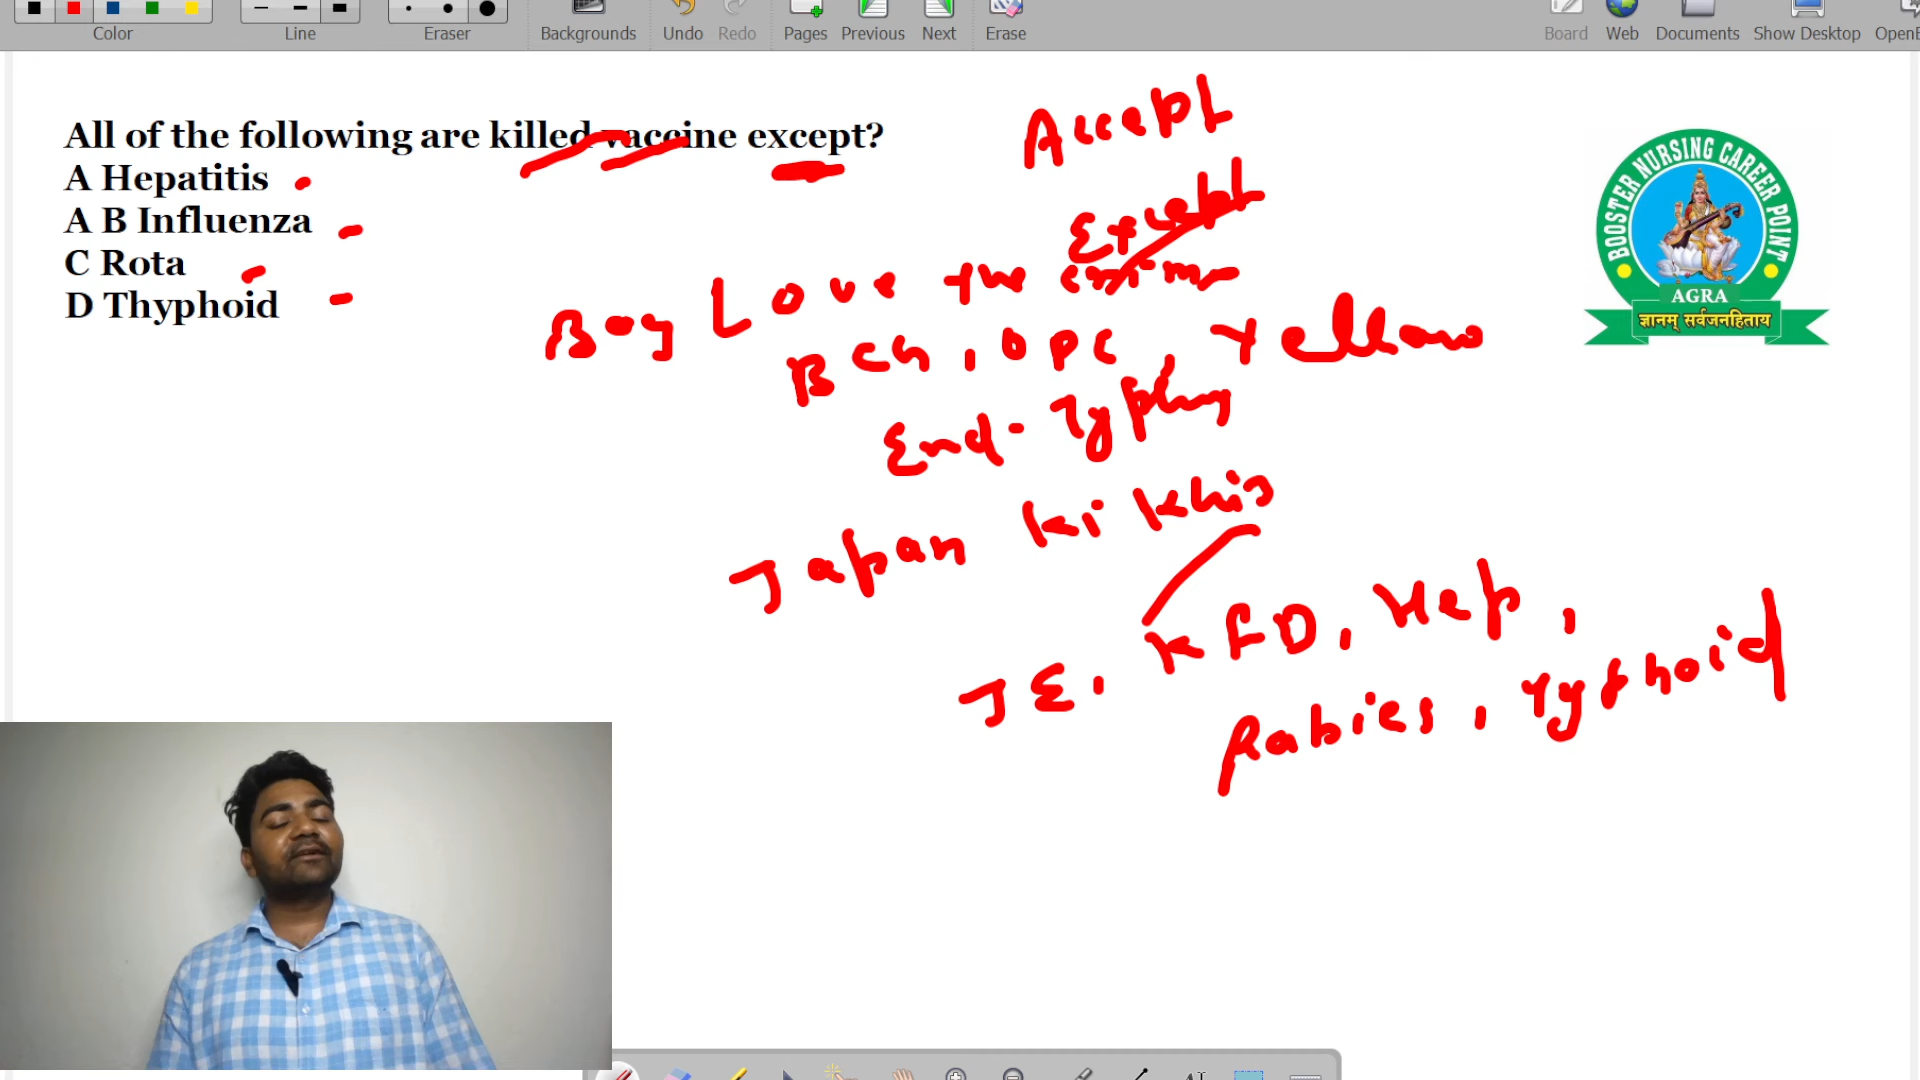 Color
Line
Eraser
Backgrounds
Undo
Redo
Pages
Previous
Next
Erase
Board
Web
Documents
Show Desktop
All of the following are killed vaccine except?
A Hepatitis
A B Influenza
C Rota
D Thyphoid
Accept
Except
Boy Love the
BCG, OPC, Yellow
End- Typhus
Japan ki khis
JE, KFD, Hep,
Rabies, Typhoid
BOOSTER NURSING CAREER POINT
AGRA
ज्ञानम् सर्वजनहिताय